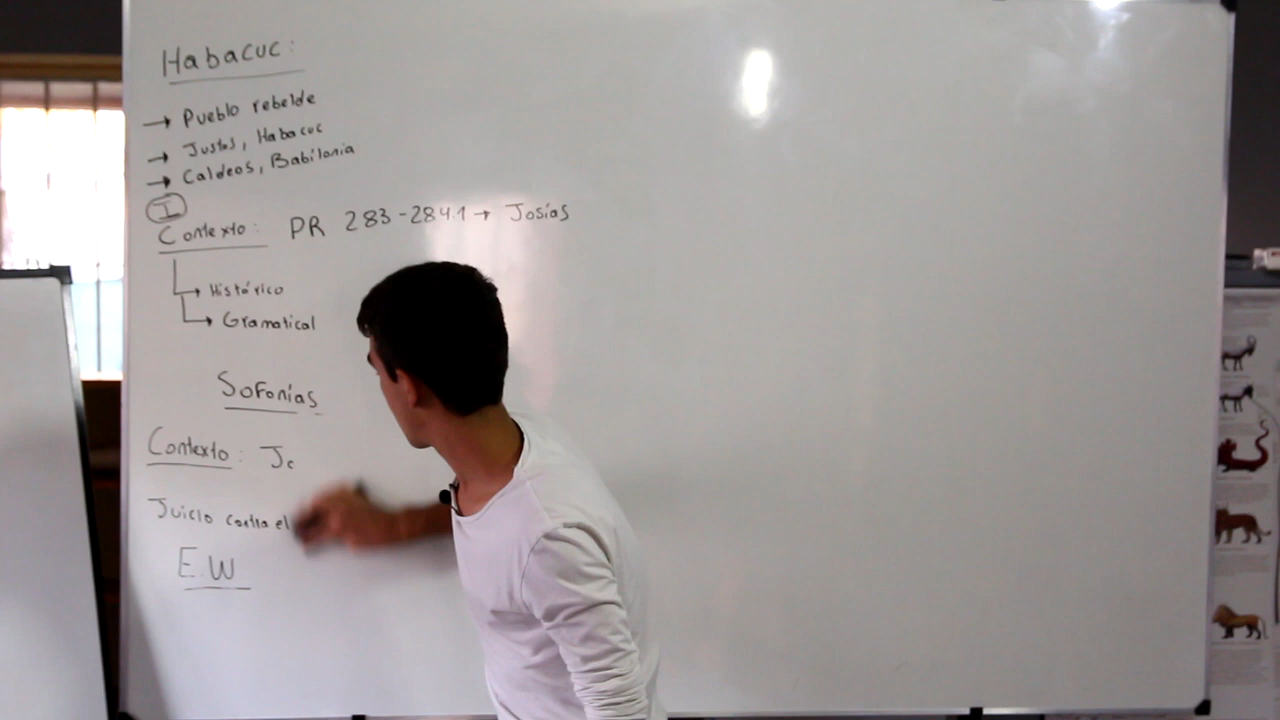 Habacuc:
→ Pueblo rebelde
→ Justos, Habacuc
→ Caldeos, Babilonia
I
Contexto: PR 283-284.1 → Josías
→ Histórico
→ Gramatical
Sofonías
Contexto: Jc
Juicio contra el
E.W